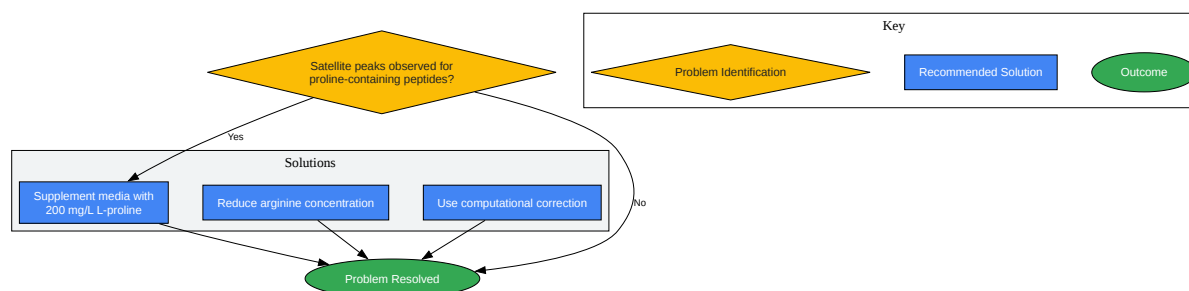 Key
Satellite peaks observed for
proline-containing peptides?
Problem Identification
Recommended Solution
Outcome
Yes
Solutions
Supplement media with
200 mg/L L-proline
Reduce arginine concentration
Use computational correction
No
Problem Resolved